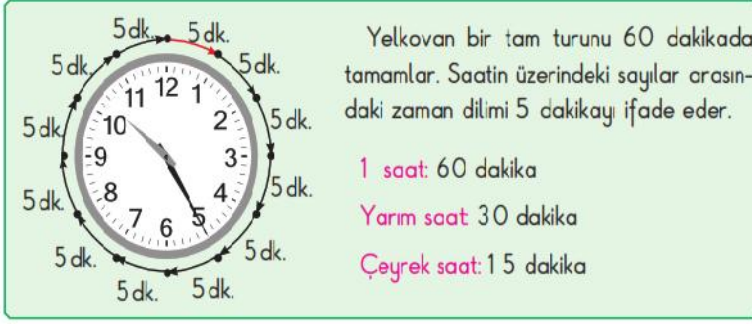 5 dk.
5 dk.
5 dk.
5 dk.
5 dk.
5 dk.
5 dk.
5 dk.
5 dk.
5 dk.
5 dk.
5 dk.
12
1
2
3
4
5
6
7
8
9
10
11
Yelkovan bir tam turunu 60 dakikada
tamamlar. Saatin üzerindeki sayılar arasın-
daki zaman dilimi 5 dakikayı ifade eder.
1 saat: 60 dakika
Yarım saat 30 dakika
Çeyrek saat: 15 dakika